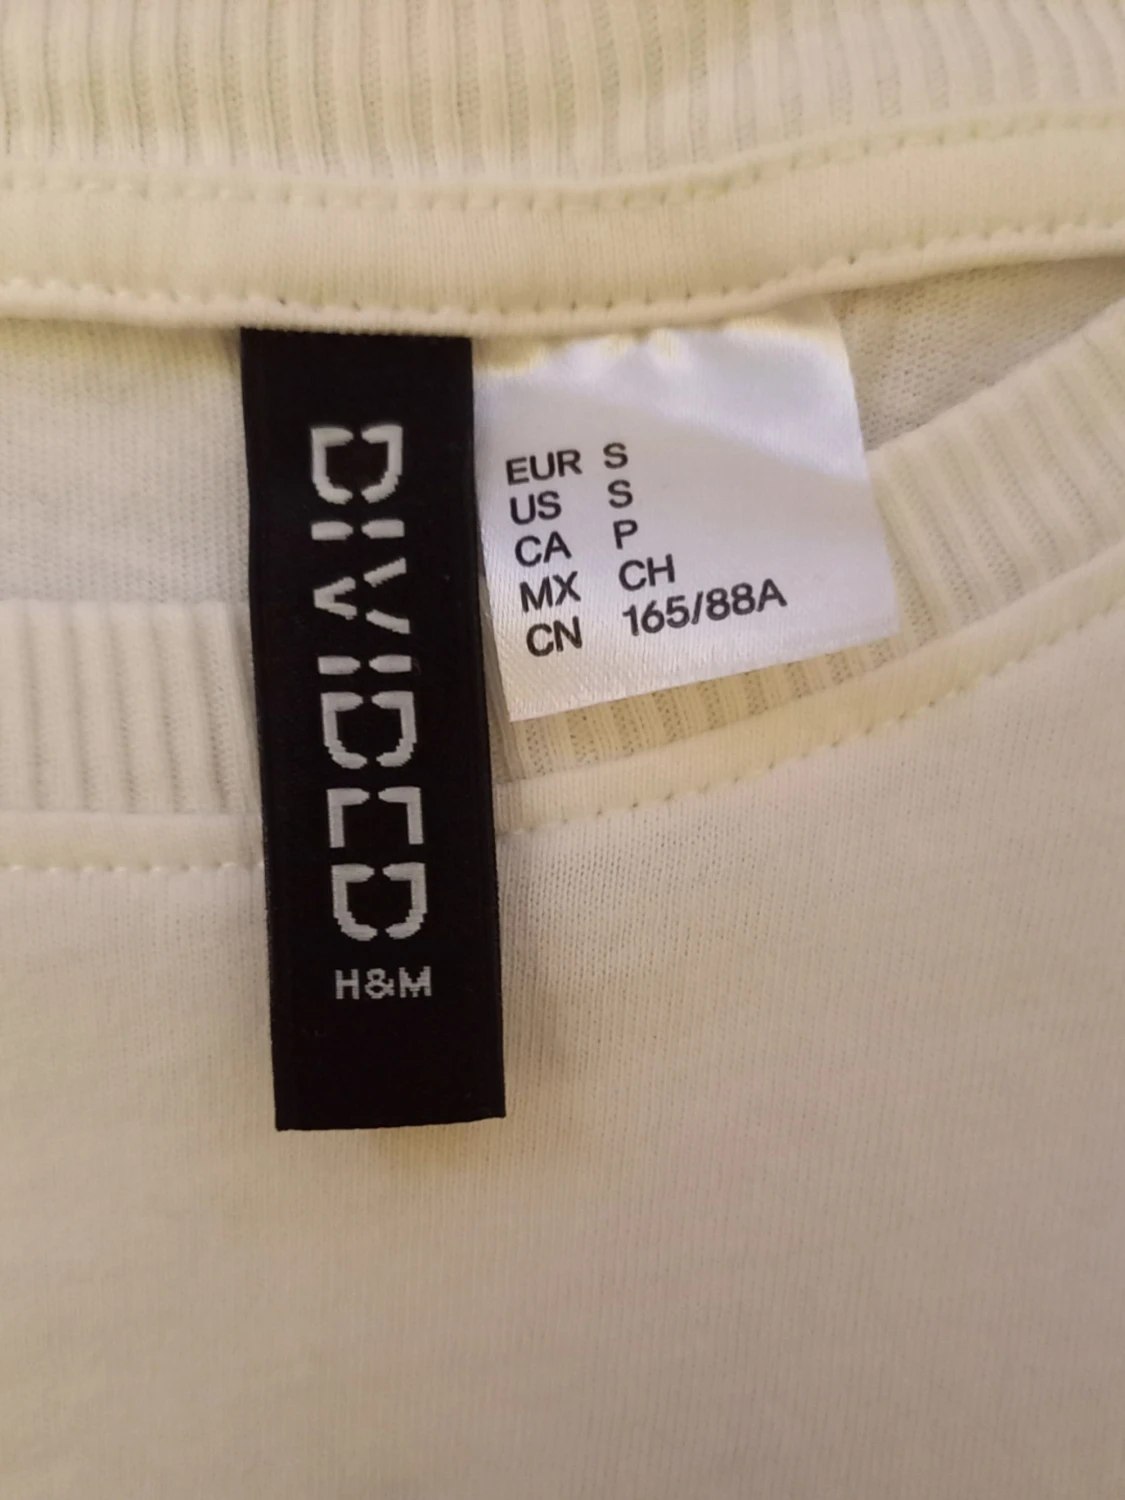 DIVIDED
H&M
EUR S
US S
CA P
MX CH
CN 165/88A